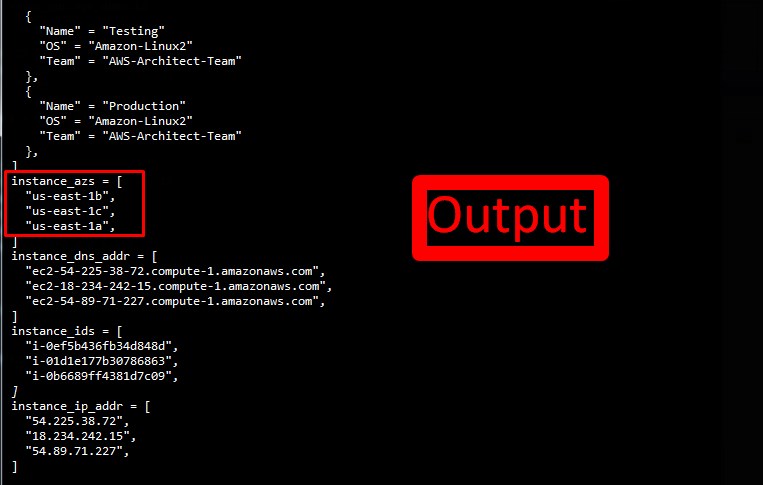 {
"Name" = "Testing"
"OS" = "Amazon-Linux2"
"Team" = "AWS-Architect-Team"
},
{
"Name" = "Production"
"OS" = "Amazon-Linux2"
"Team" = "AWS-Architect-Team"
},
]
instance_azs = [
"us-east-1b",
"us-east-1c",
"us-east-1a",
]
Output
instance_dns_addr = [
"ec2-54-225-38-72.compute-1.amazonaws.com",
"ec2-18-234-242-15.compute-1.amazonaws.com",
"ec2-54-89-71-227.compute-1.amazonaws.com",
]
instance_ids = [
"i-0ef5b436fb34d848d",
"i-01d1e177b30786863",
"i-0b6689ff4381d7c09",
]
instance_ip_addr = [
"54.225.38.72",
"18.234.242.15",
"54.89.71.227",
]